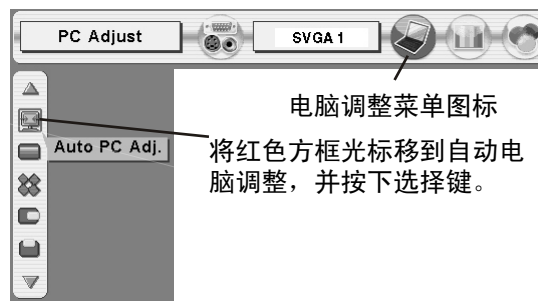 PC Adjust
SVGA 1
电脑调整菜单图标
Auto PC Adj.
将红色方框光标移到自动电
脑调整，并按下选择键。